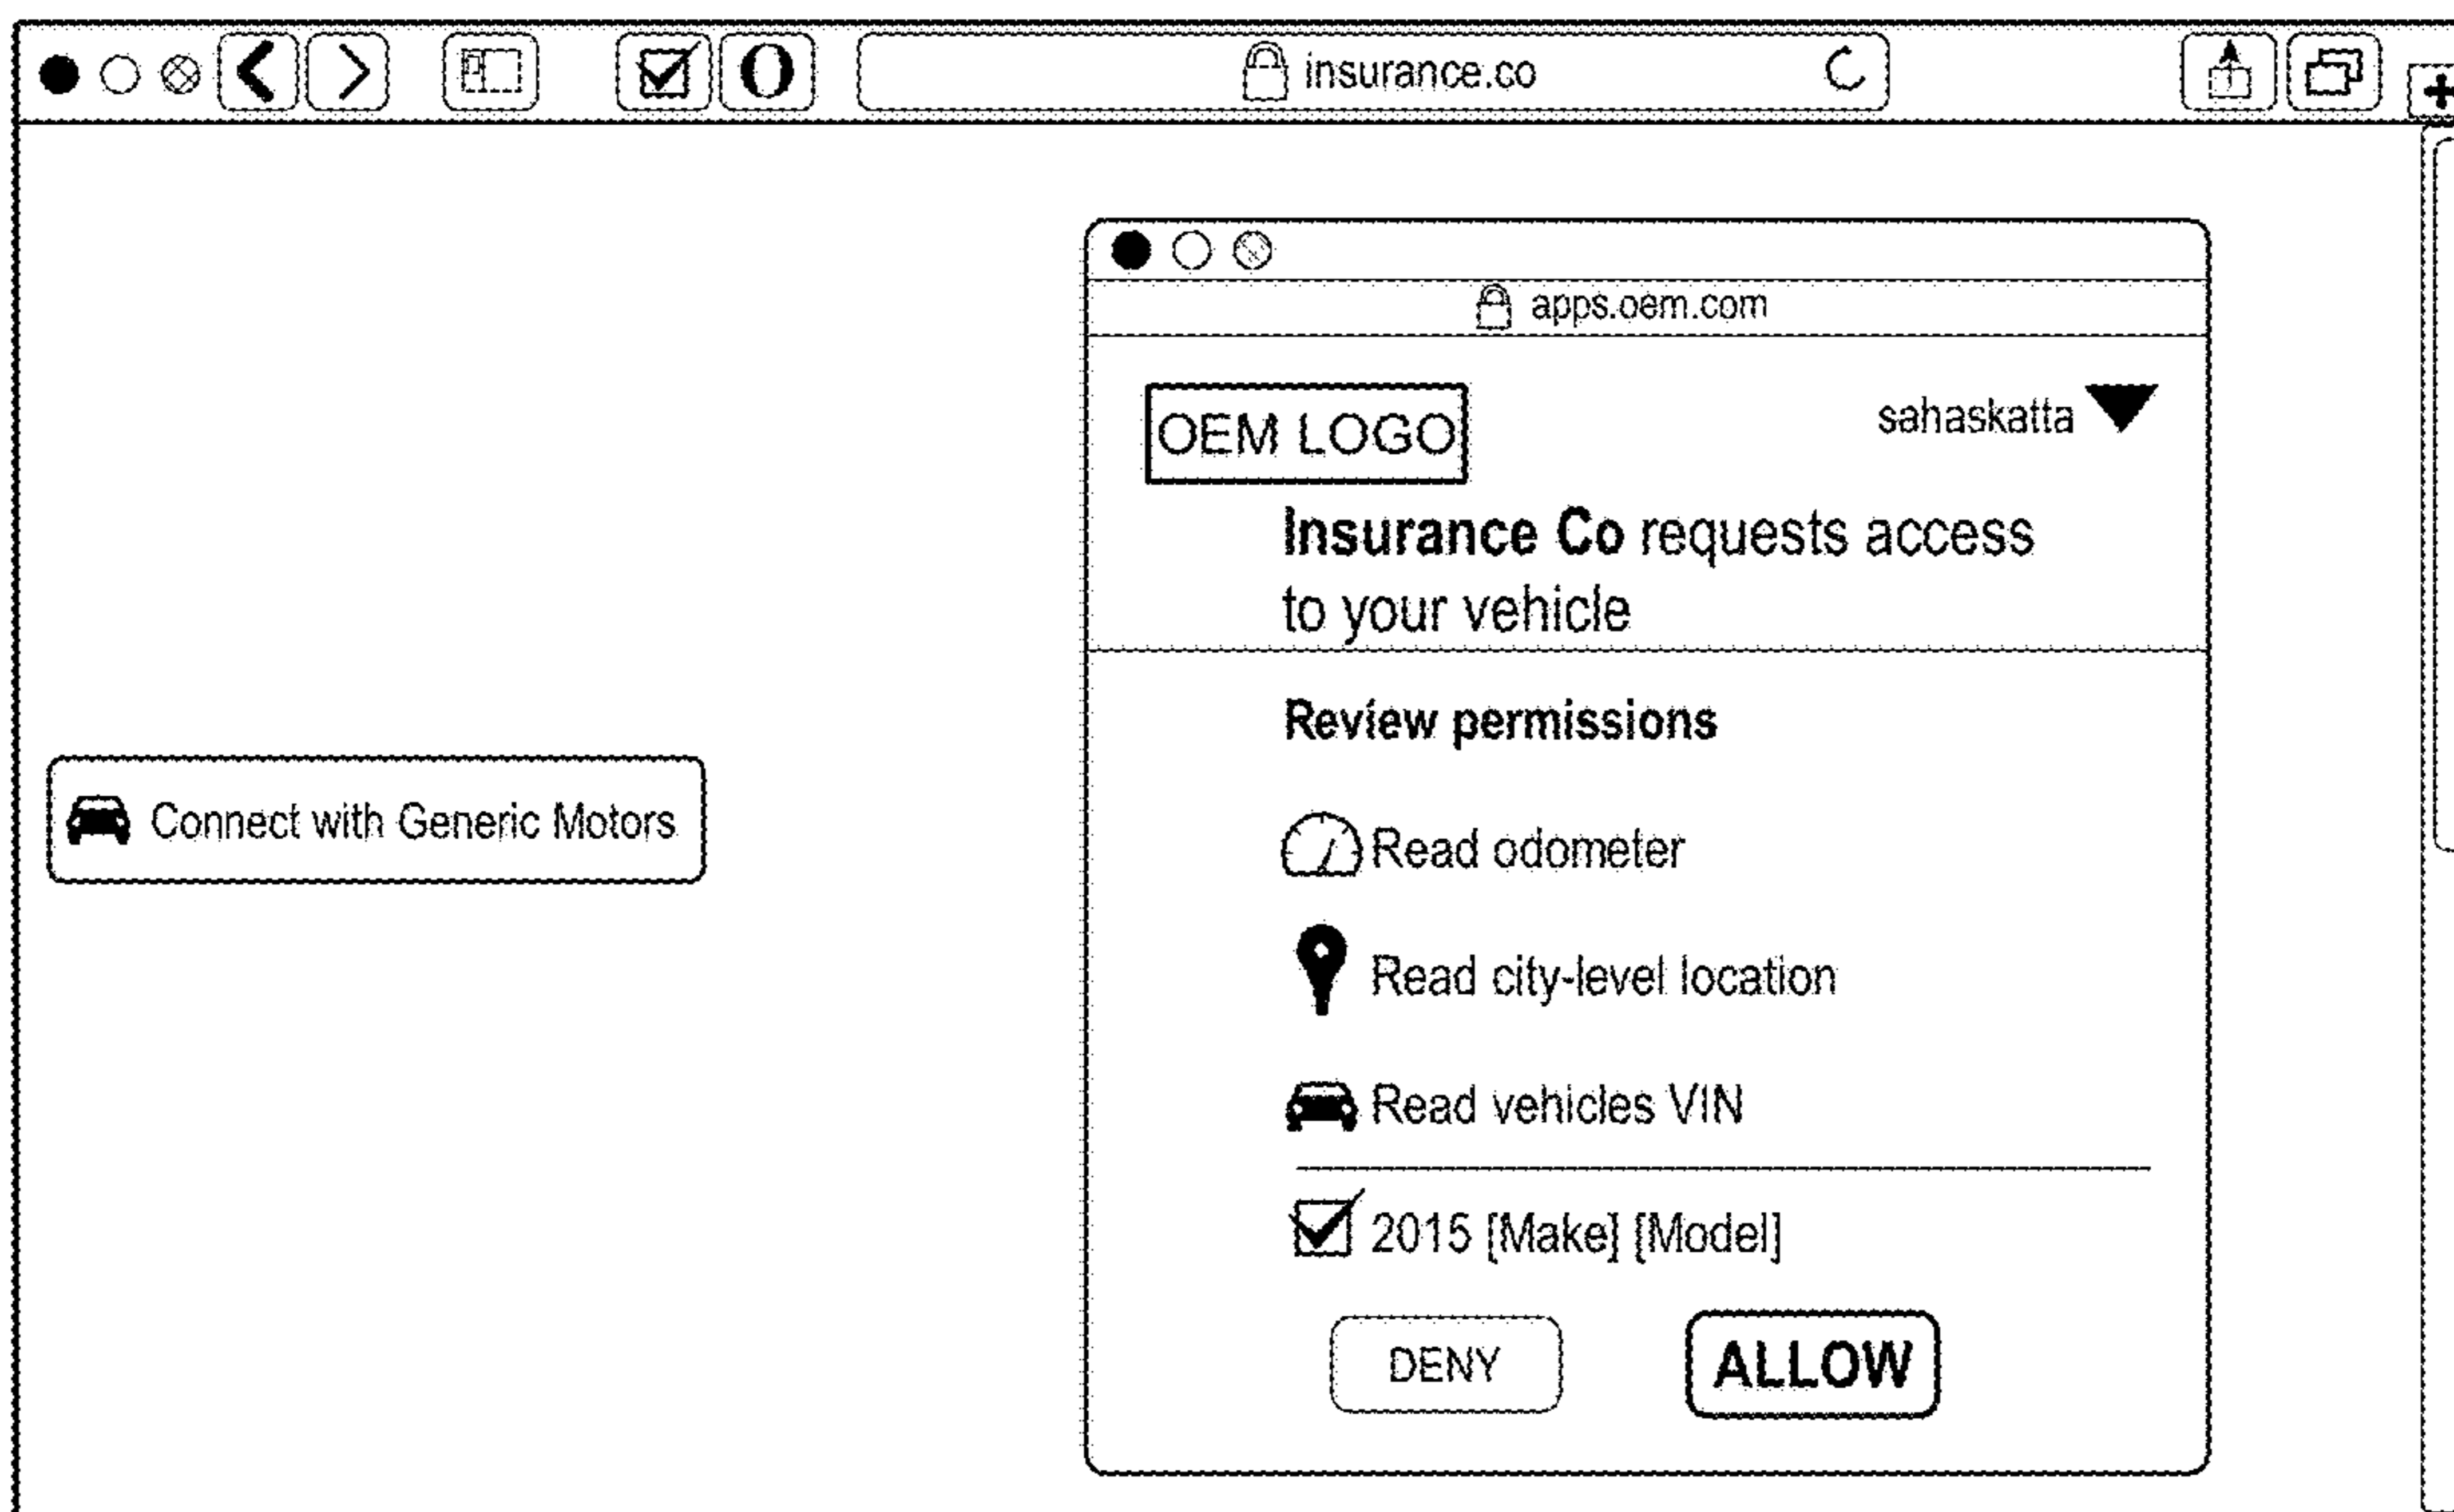 insurance.co
apps.oem.com
OEM LOGO
sahaskatta
Insurance Co requests access
to your vehicle
Review permissions
Connect with Generic Motors
Read odometer
Read city-level location
Read vehicles VIN
2015 [Make] [Model]
DENY
ALLOW